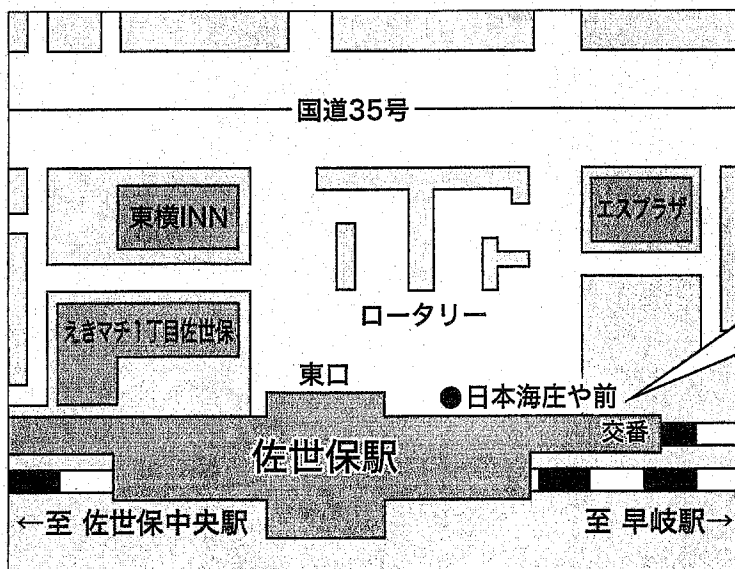 国道35号
東横INN
エスプラザ
ロータリー
えきマチ1丁目佐世保
東口
●日本海庄や前
交番
佐世保駅
←至 佐世保中央駅
至 早岐駅→